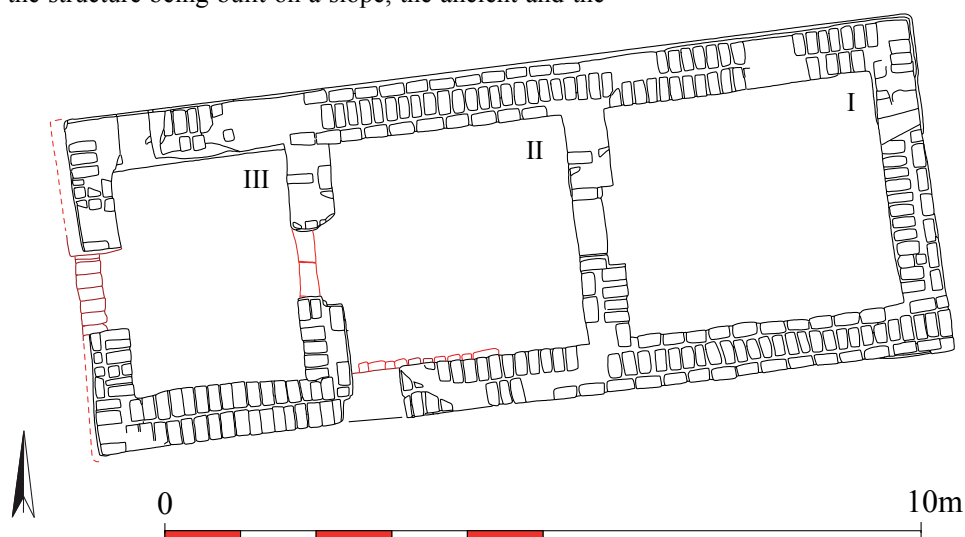 the structure being built on a slope, the ancient and the
I
II
III
0 10m